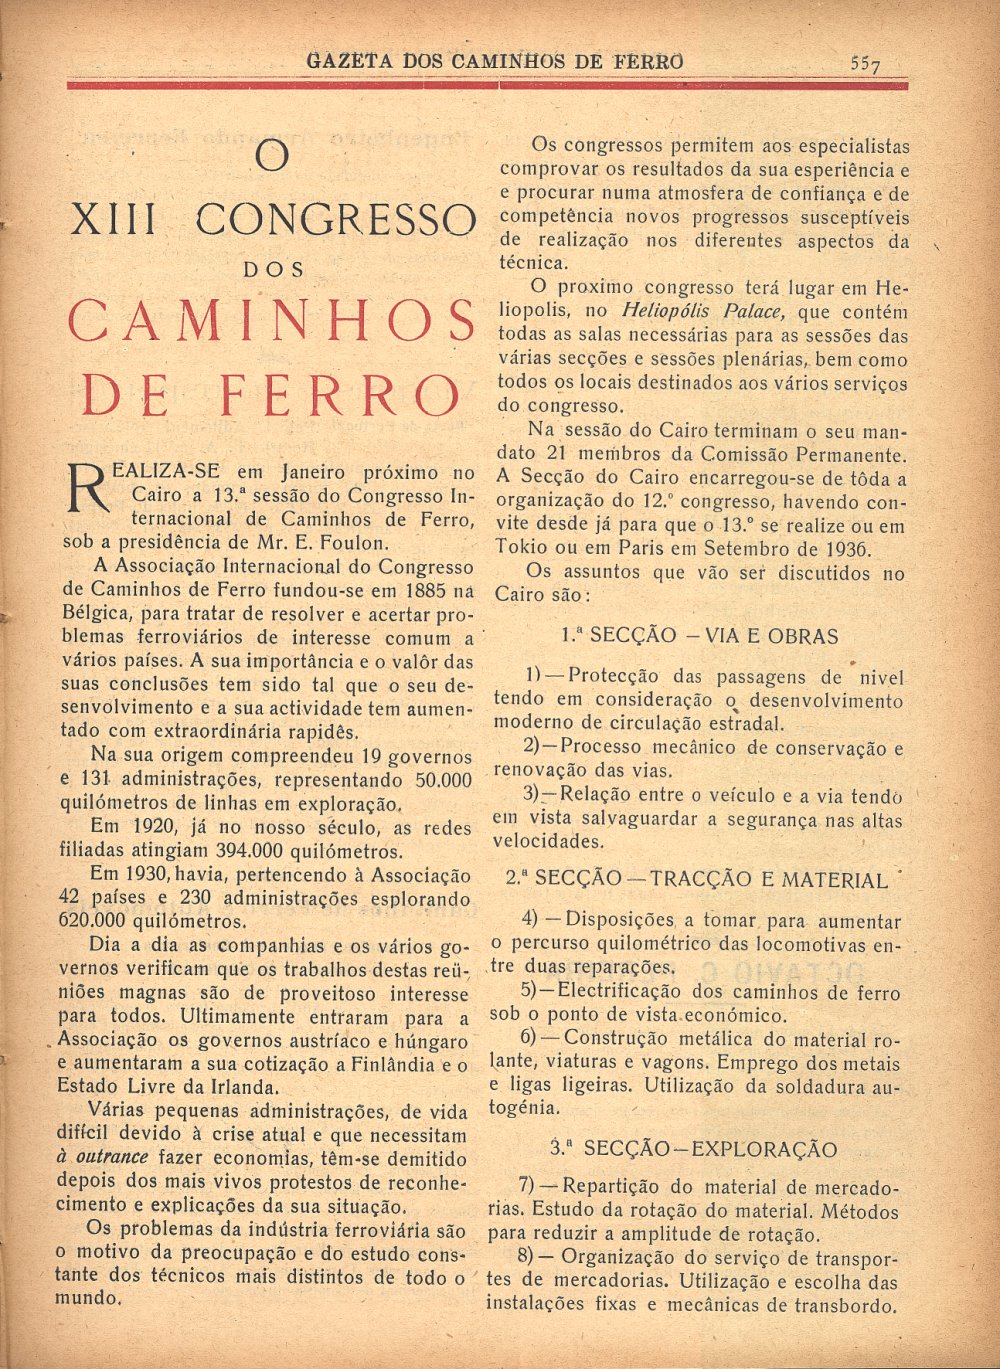 GAZETA DOS CAMINHOS DE FERRO 557
O
XIII CONGRESSO
DOS
CAMINHOS
DE FERRO
REALIZA-SE em Janeiro próximo no
Cairo a 13.ª sessão do Congresso In-
ternacional de Caminhos de Ferro,
sob a presidência de Mr. E. Foulon.
A Associação Internacional do Congresso
de Caminhos de Ferro fundou-se em 1885 na
Bélgica, para tratar de resolver e acertar pro-
blemas ferroviários de interesse comum a
vários países. A sua importância e o valôr das
suas conclusões tem sido tal que o seu de-
senvolvimento e a sua actividade tem aumen-
tado com extraordinária rapidês.
Na sua origem compreendeu 19 governos
e 131 administrações, representando 50.000
quilómetros de linhas em exploração.
Em 1920, já no nosso século, as redes
filiadas atingiam 394.000 quilómetros.
Em 1930, havia, pertencendo à Associação
42 países e 230 administrações esplorando
620.000 quilómetros.
Dia a dia as companhias e os vários go-
vernos verificam que os trabalhos destas reü-
niões magnas são de proveitoso interesse
para todos. Ultimamente entraram para a
Associação os governos austríaco e húngaro
e aumentaram a sua cotização a Finlândia e o
Estado Livre da Irlanda.
Várias pequenas administrações, de vida
difícil devido à crise atual e que necessitam
à outrance fazer economias, têm-se demitido
depois dos mais vivos protestos de reconhe-
cimento e explicações da sua situação.
Os problemas da indústria ferroviária são
o motivo da preocupação e do estudo cons-
tante dos técnicos mais distintos de todo o
mundo.
Os congressos permitem aos especialistas
comprovar os resultados da sua esperiência e
e procurar numa atmosfera de confiança e de
competência novos progressos susceptíveis
de realização nos diferentes aspectos da
técnica.
O proximo congresso terá lugar em He-
liopolis, no Heliopólis Palace, que contém
todas as salas necessárias para as sessões das
várias secções e sessões plenárias, bem como
todos os locais destinados aos vários serviços
do congresso.
Na sessão do Cairo terminam o seu man-
dato 21 membros da Comissão Permanente.
A Secção do Cairo encarregou-se de tôda a
organização do 12.º congresso, havendo con-
vite desde já para que o 13.º se realize ou em
Tokio ou em Paris em Setembro de 1936.
Os assuntos que vão ser discutidos no
Cairo são:
1.ª SECÇÃO — VIA E OBRAS
1) — Protecção das passagens de nivel
tendo em consideração o desenvolvimento
moderno de circulação estradal.
2) — Processo mecânico de conservação e
renovação das vias.
3) — Relação entre o veículo e a via tendo
em vista salvaguardar a segurança nas altas
velocidades.
2.ª SECÇÃO — TRACÇÃO E MATERIAL
4) — Disposições a tomar para aumentar
o percurso quilométrico das locomotivas en-
tre duas reparações.
5) — Electrificação dos caminhos de ferro
sob o ponto de vista económico.
6) — Construção metálica do material ro-
lante, viaturas e vagons. Emprego dos metais
e ligas ligeiras. Utilização da soldadura au-
togénia.
3.ª SECÇÃO — EXPLORAÇÃO
7) — Repartição do material de mercado-
rias. Estudo da rotação do material. Métodos
para reduzir a amplitude de rotação.
8) — Organização do serviço de transpor-
tes de mercadorias. Utilização e escolha das
instalações fixas e mecânicas de transbordo.